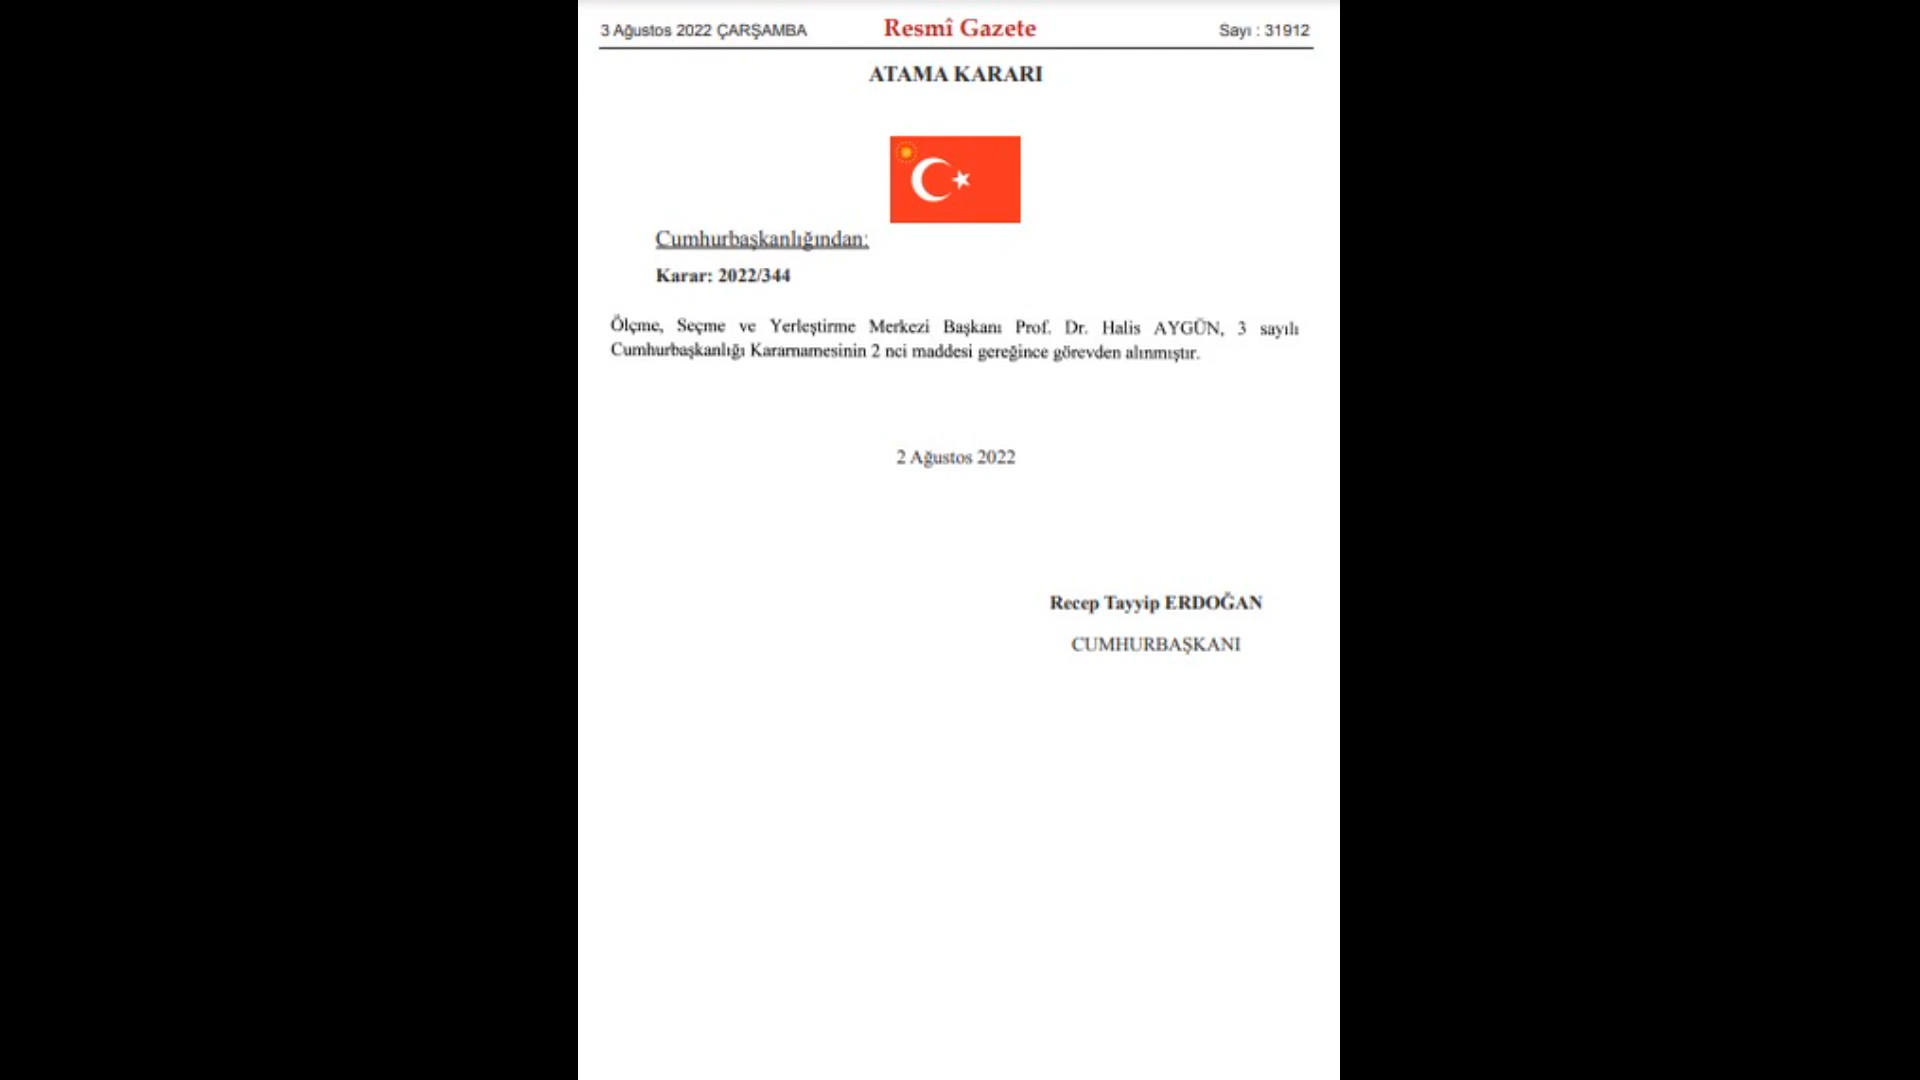 3 Ağustos 2022 ÇARŞAMBA Resmî Gazete Sayı : 31912
ATAMA KARARI
Cumhurbaşkanlığından:
Karar: 2022/344
Ölçme, Seçme ve Yerleştirme Merkezi Başkanı Prof. Dr. Halis AYGÜN, 3 sayılı
Cumhurbaşkanlığı Kararnamesinin 2 nci maddesi gereğince görevden alınmıştır.
2 Ağustos 2022
Recep Tayyip ERDOĞAN
CUMHURBAŞKANI